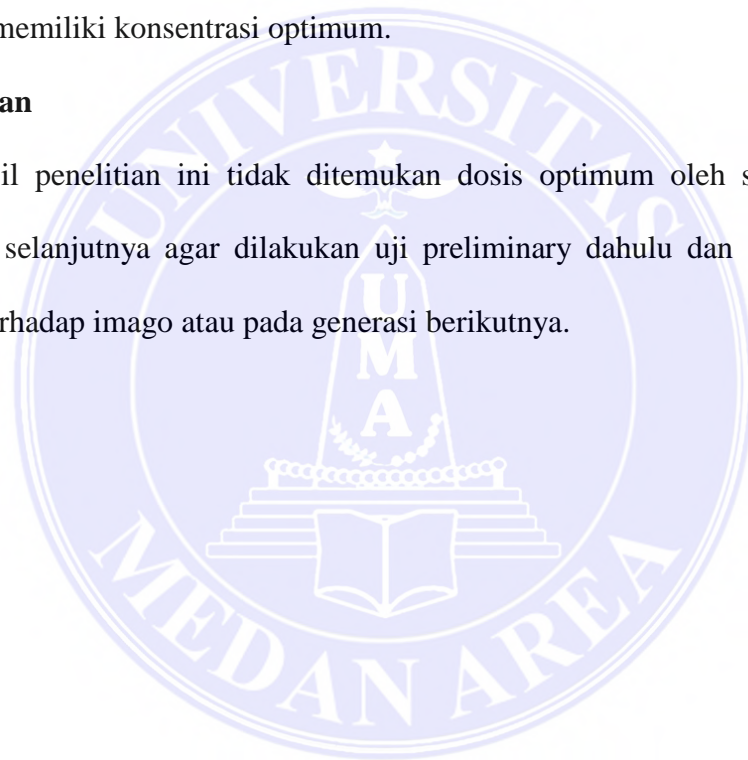 memiliki konsentrasi optimum.
an
il penelitian ini tidak ditemukan dosis optimum oleh s
selanjutnya agar dilakukan uji preliminary dahulu dan
rhadap imago atau pada generasi berikutnya.
UNIVERSITAS
UMA
MEDAN AREA